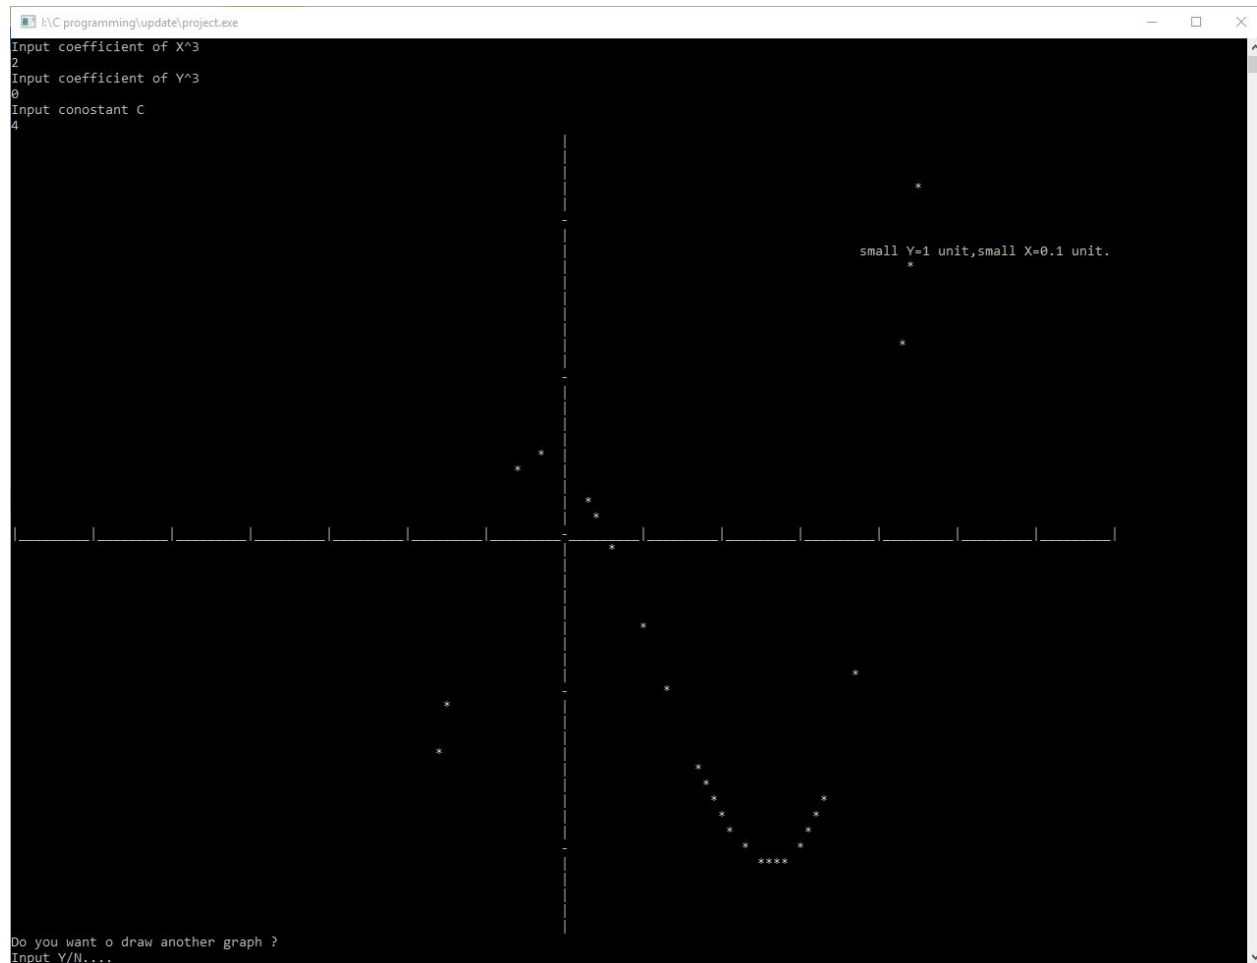 I:\C programming\update\project.exe
Input coefficient of X^3
2
Input coefficient of Y^3
0
Input conostant C
4
small Y=1 unit,small X=0.1 unit.
Do you want o draw another graph ?
Input Y/N....